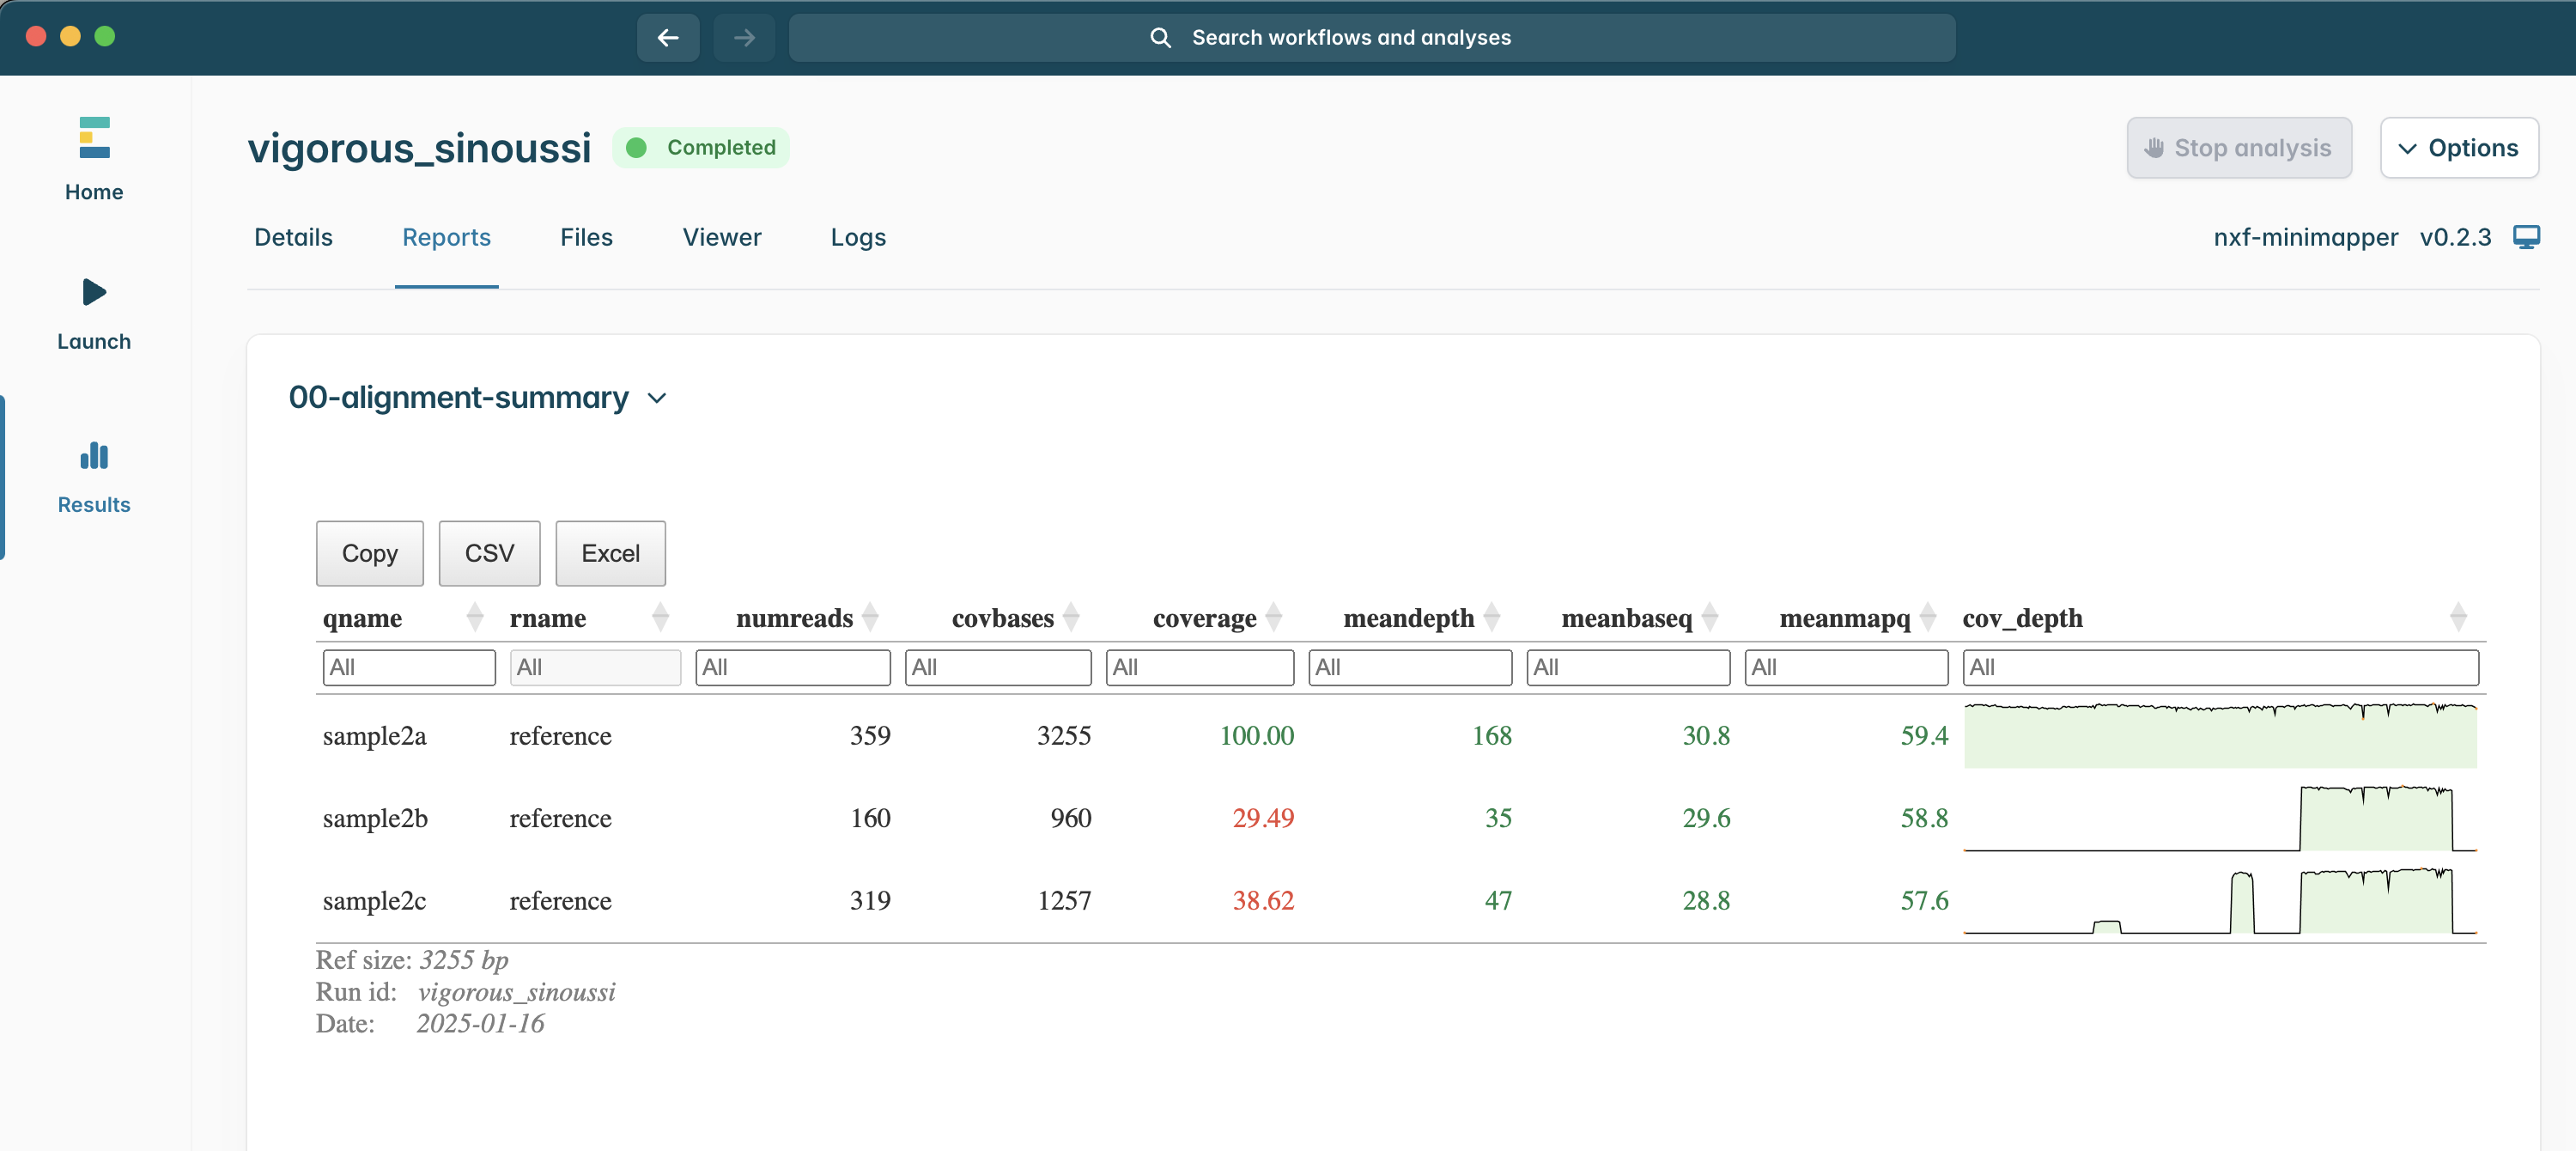 Search workflows and analyses
Home
Launch
Results
vigorous_sinoussi Completed
Stop analysis Options
Details Reports Files Viewer Logs nxf-minimapper v0.2.3
00-alignment-summary
Copy CSV Excel
qname rname numreads covbases coverage meandepth meanbaseq meanmapq cov_depth
All All All All All All All All All
sample2a reference 359 3255 100.00 168 30.8 59.4
sample2b reference 160 960 29.49 35 29.6 58.8
sample2c reference 319 1257 38.62 47 28.8 57.6
Ref size: 3255 bp
Run id: vigorous_sinoussi
Date: 2025-01-16